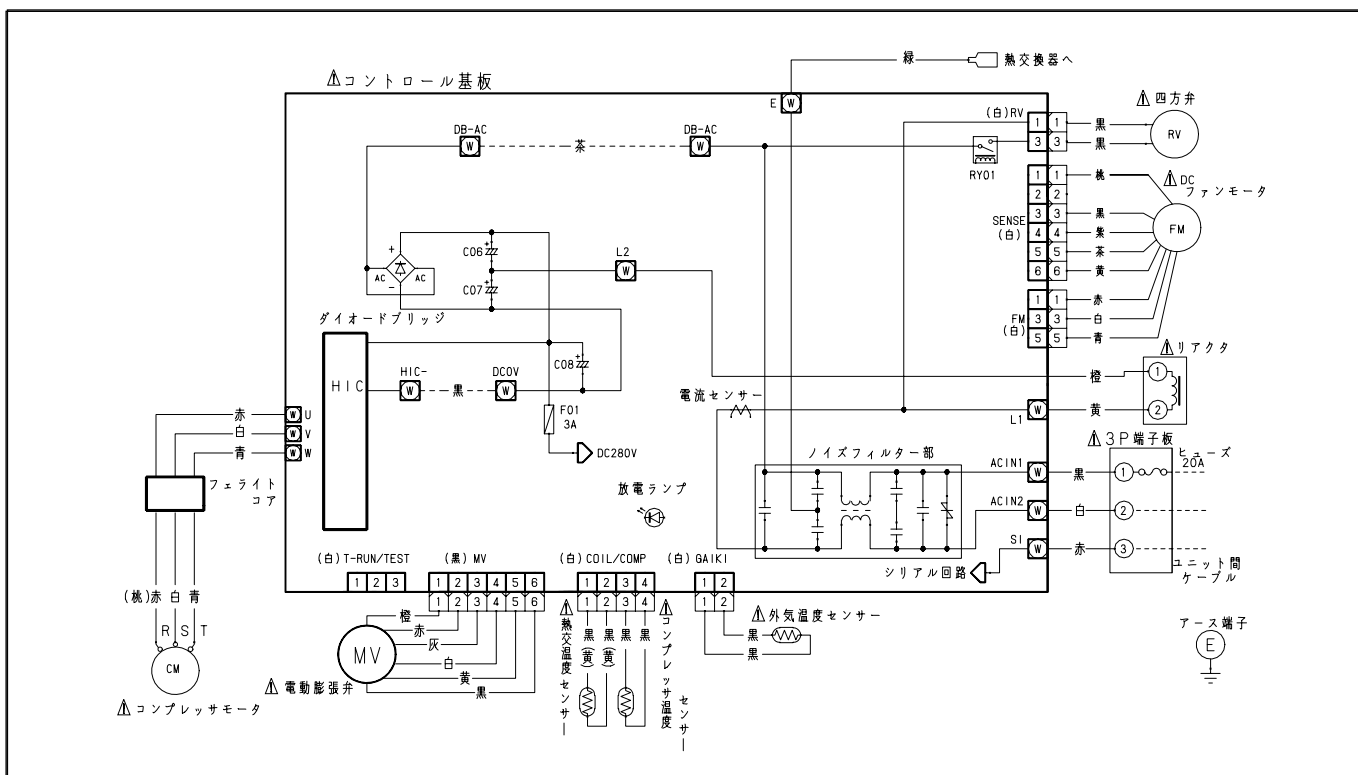 緑
熱交換器へ
⚠コントロール基板
E
W
(白)RV
1 1 黒
3 3 黒
⚠四方弁
RV
DB-AC
W
茶
DB-AC
W
RY01
SENSE
(白)
1 1 桃
2 2
3 3 黒
4 4 紫
5 5 茶
6 6 黄
⚠DC
ファンモータ
FM
FM
(白)
1 1 赤
3 3 白
5 5 青
+
AC AC
-
ダイオードブリッジ
+
C06
+
C07
L2
W
HIC
HIC-
W
黒
DC0V
W
+
C08
F01
3A
DC280V
電流センサー
橙
⚠リアクタ
1
2
L1
W
黄
赤 W U
白 W V
青 W W
フェライト
コア
ノイズフィルター部
放電ランプ
ACIN1
W
黒
ACIN2
W
白
SI
W
赤
シリアル回路
⚠3P端子板
1
2
3
ヒューズ
20A
ユニット間
ケーブル
(白)T-RUN/TEST
1 2 3
(黒)MV
1 2 3 4 5 6
1 2 3 4 5 6
橙
赤
灰
白
黄
黒
MV
⚠電動膨張弁
(白)COIL/COMP
1 2 3 4
1 2 3 4
黒(黄)
黒(黄)
黒
黒
⚠熱交温度センサー
⚠コンプレッサ温度
センサー
(白)GAIKI
1 2
1 2
黒
黒
⚠外気温度センサー
アース端子
E
(桃)赤 白 青
R S T
CM
⚠コンプレッサモータ